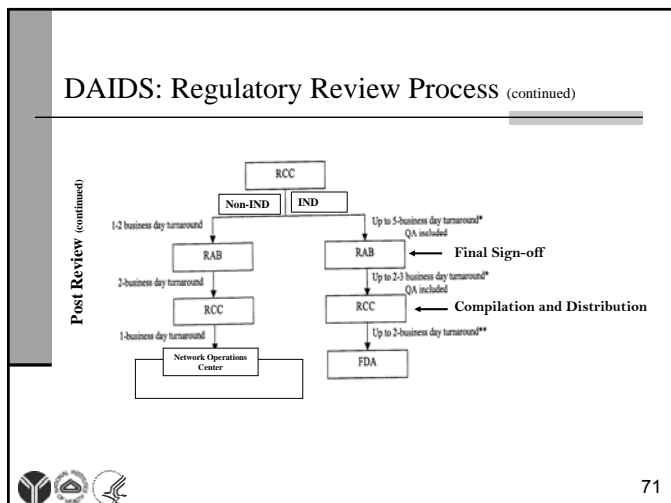 DAIDS: Regulatory Review Process (continued)
Post Review (continued)
RCC
Non-IND
IND
1-2 business day turnaround
Up to 5-business day turnaround*
QA included
RAB
RAB
Final Sign-off
2-business day turnaround
Up to 2-3 business day turnaround*
QA included
RCC
RCC
Compilation and Distribution
1-business day turnaround
Up to 2-business day turnaround**
Network Operations
Center
FDA
71